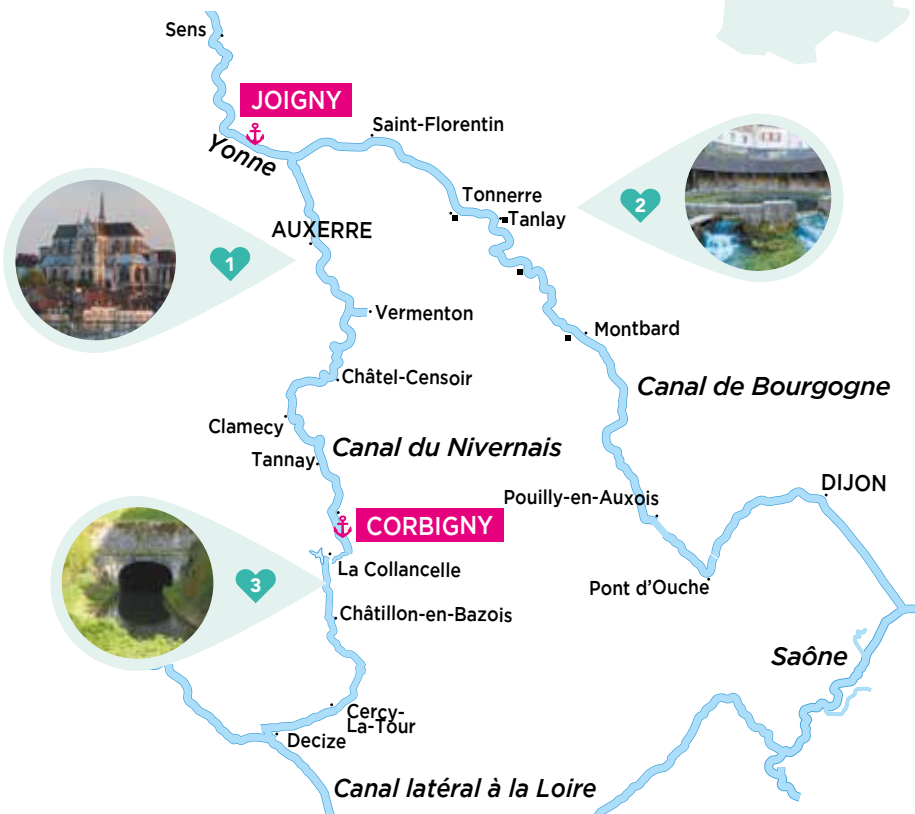 Sens
JOIGNY
Yonne
Saint-Florentin
Tonnerre
Tanlay
2
AUXERRE
1
Vermenton
Montbard
Châtel-Censoir
Canal de Bourgogne
Clamecy
Canal du Nivernais
Tannay
DIJON
Pouilly-en-Auxois
CORBIGNY
La Collancelle
3
Pont d'Ouche
Châtillon-en-Bazois
Saône
Cercy-
La-Tour
Decize
Canal latéral à la Loire